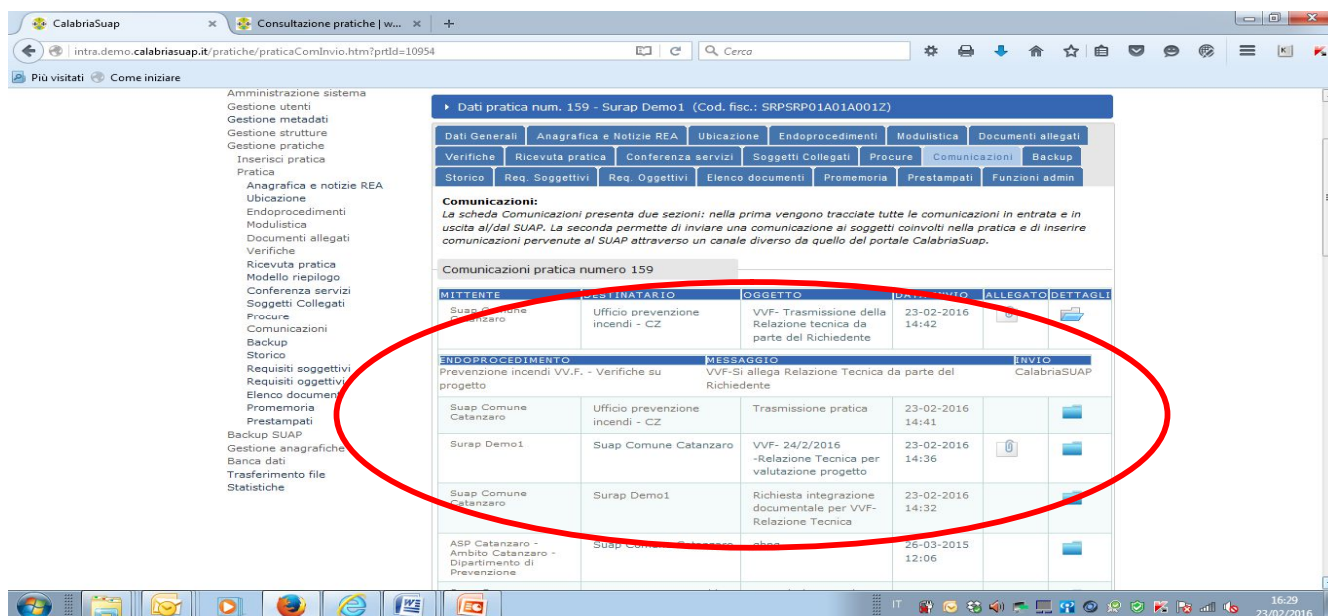 CalabriaSuap
Consultazione pratiche | w...
intra.demo.calabriasuap.it/pratiche/praticaComInvio.htm?prtId=10954
Cerca
Più visitati
Come iniziare
Amministrazione sistema
Gestione utenti
Gestione metadati
Gestione strutture
Gestione pratiche
Inserisci pratica
Pratica
Anagrafica e notizie REA
Ubicazione
Endoprocedimenti
Modulistica
Documenti allegati
Verifiche
Ricevuta pratica
Modello riepilogo
Conferenza servizi
Soggetti Collegati
Procure
Comunicazioni
Backup
Storico
Requisiti soggettivi
Requisiti oggettivi
Elenco documenti
Promemoria
Prestampati
Backup SUAP
Gestione anagrafiche
Banca dati
Trasferimento file
Statistiche
Dati pratica num. 159 - Surap Demo1 (Cod. fisc.: SRPSRP01A01A001Z)
Dati Generali Anagrafica e Notizie REA Ubicazione Endoprocedimenti Modulistica Documenti allegati
Verifiche Ricevuta pratica Conferenza servizi Soggetti Collegati Procure Comunicazioni Backup
Storico Req. Soggettivi Req. Oggettivi Elenco documenti Promemoria Prestampati Funzioni admin
Comunicazioni:
La scheda Comunicazioni presenta due sezioni: nella prima vengono tracciate tutte le comunicazioni in entrata e in
uscita al/dal SUAP. La seconda permette di inviare una comunicazione ai soggetti coinvolti nella pratica e di inserire
comunicazioni pervenute al SUAP attraverso un canale diverso da quello del portale CalabriaSuap.
Comunicazioni pratica numero 159
MITTENTE DESTINATARIO OGGETTO DATA INVIO ALLEGATO DETTAGLI
Suap Comune
Catanzaro
Ufficio prevenzione
incendi - CZ
VVF- Trasmissione della
Relazione tecnica da
parte del Richiedente
23-02-2016
14:42
ENDOPROCEDIMENTO MESSAGGIO INVIO
Prevenzione incendi VV.F. - Verifiche su
progetto
VVF-Si allega Relazione Tecnica da parte del
Richiedente
CalabriaSUAP
Suap Comune
Catanzaro
Ufficio prevenzione
incendi - CZ
Trasmissione pratica
23-02-2016
14:41
Surap Demo1
Suap Comune Catanzaro
VVF- 24/2/2016
-Relazione Tecnica per
valutazione progetto
23-02-2016
14:36
Suap Comune
Catanzaro
Surap Demo1
Richiesta integrazione
documentale per VVF-
Relazione Tecnica
23-02-2016
14:32
ASP Catanzaro -
Ambito Catanzaro -
Dipartimento di
Prevenzione
Suap Comune Catanzaro
26-03-2015
12:06
IT
16:29
23/02/2016